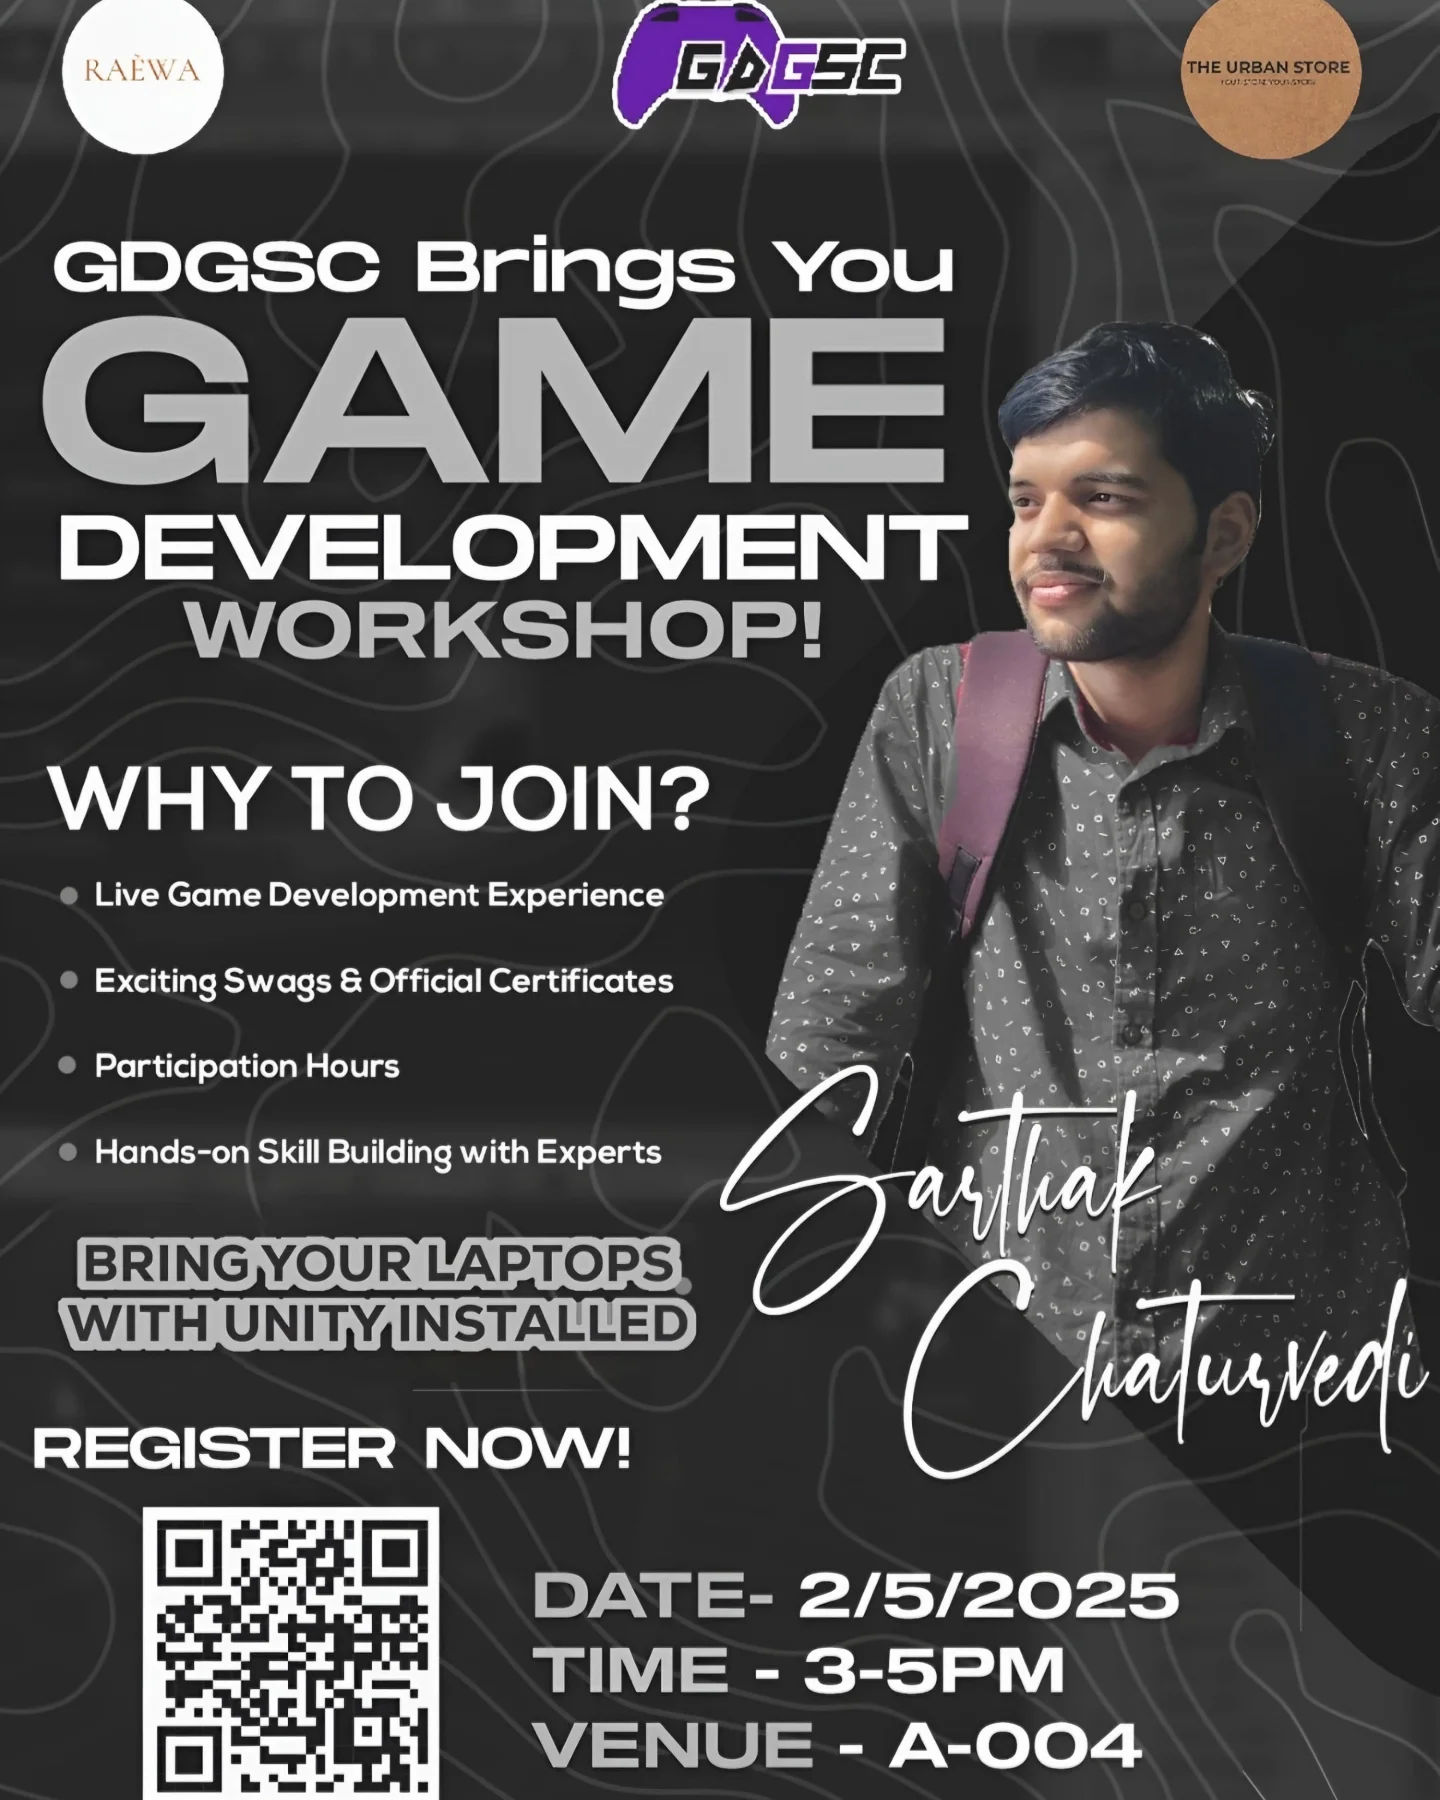 RAÈWA
GDGSC
THE URBAN STORE
GDGSC Brings You
GAME
DEVELOPMENT
WORKSHOP!
WHY TO JOIN?
Live Game Development Experience
Exciting Swags & Official Certificates
Participation Hours
Hands-on Skill Building with Experts
BRING YOUR LAPTOPS
WITH UNITY INSTALLED
Sarthak
Chaturvedi
REGISTER NOW!
DATE- 2/5/2025
TIME - 3-5PM
VENUE - A-004